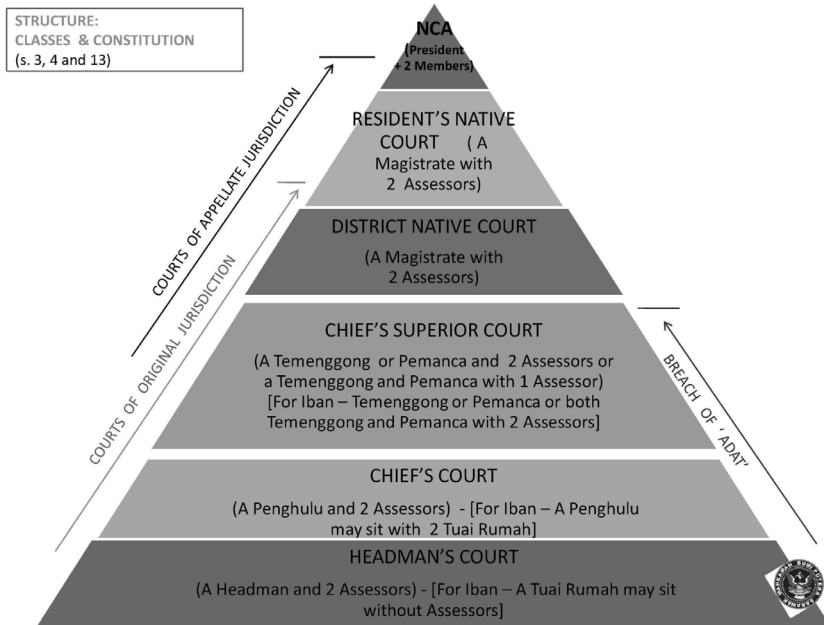 STRUCTURE:
CLASSES & CONSTITUTION
(s. 3, 4 and 13)
NCA
(President
+ 2 Members)
RESIDENT'S NATIVE
COURT ( A
Magistrate with
2 Assessors)
DISTRICT NATIVE COURT
(A Magistrate with
2 Assessors)
CHIEF'S SUPERIOR COURT
(A Temenggong or Pemanca and 2 Assessors or
a Temenggong and Pemanca with 1 Assessor)
[For Iban – Temenggong or Pemanca or both
Temenggong and Pemanca with 2 Assessors]
CHIEF'S COURT
(A Penghulu and 2 Assessors) - [For Iban – A Penghulu
may sit with 2 Tuai Rumah]
HEADMAN'S COURT
(A Headman and 2 Assessors) - [For Iban – A Tuai Rumah may sit
without Assessors]
COURTS OF APPELLATE JURISDICTION
COURTS OF ORIGINAL JURISDICTION
BREACH OF 'ADAT'